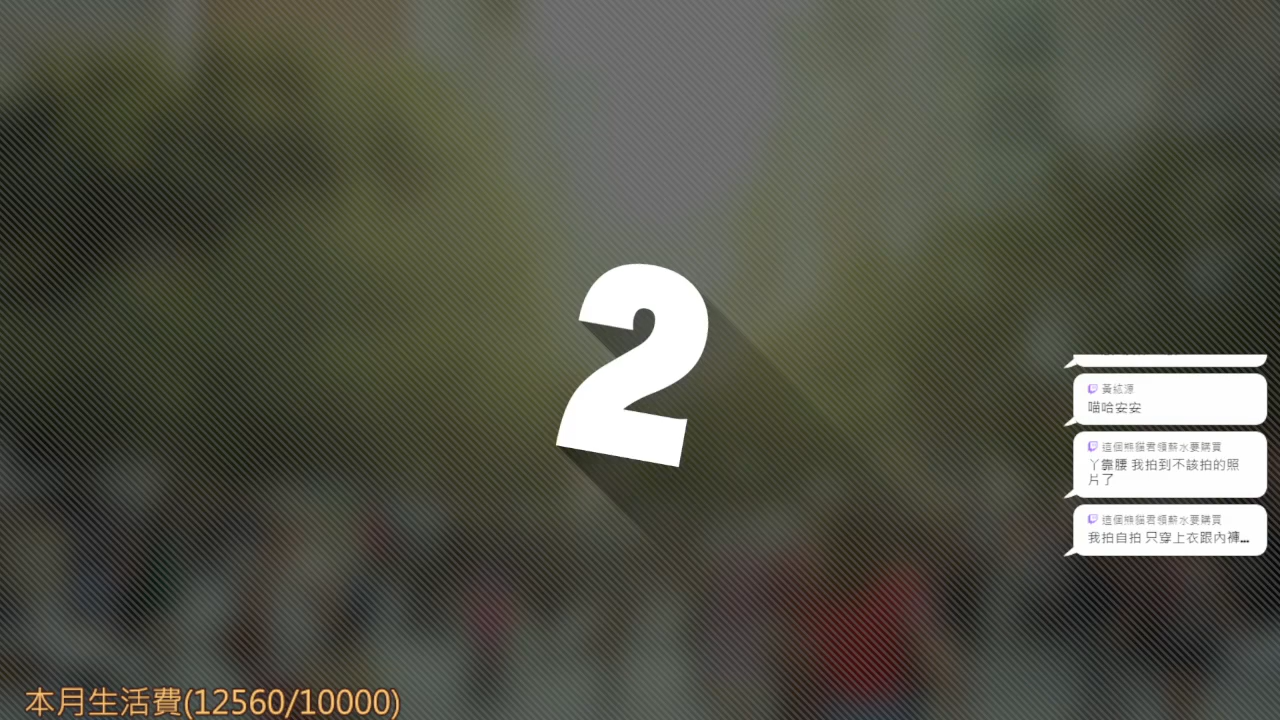 2
黃紘源
喵哈安安
這個熊貓君領薪水要購買
丫靠腰 我拍到不該拍的照
片了
這個熊貓君領薪水要購買
我拍自拍 只穿上衣跟內褲...
本月生活費(12560/10000)